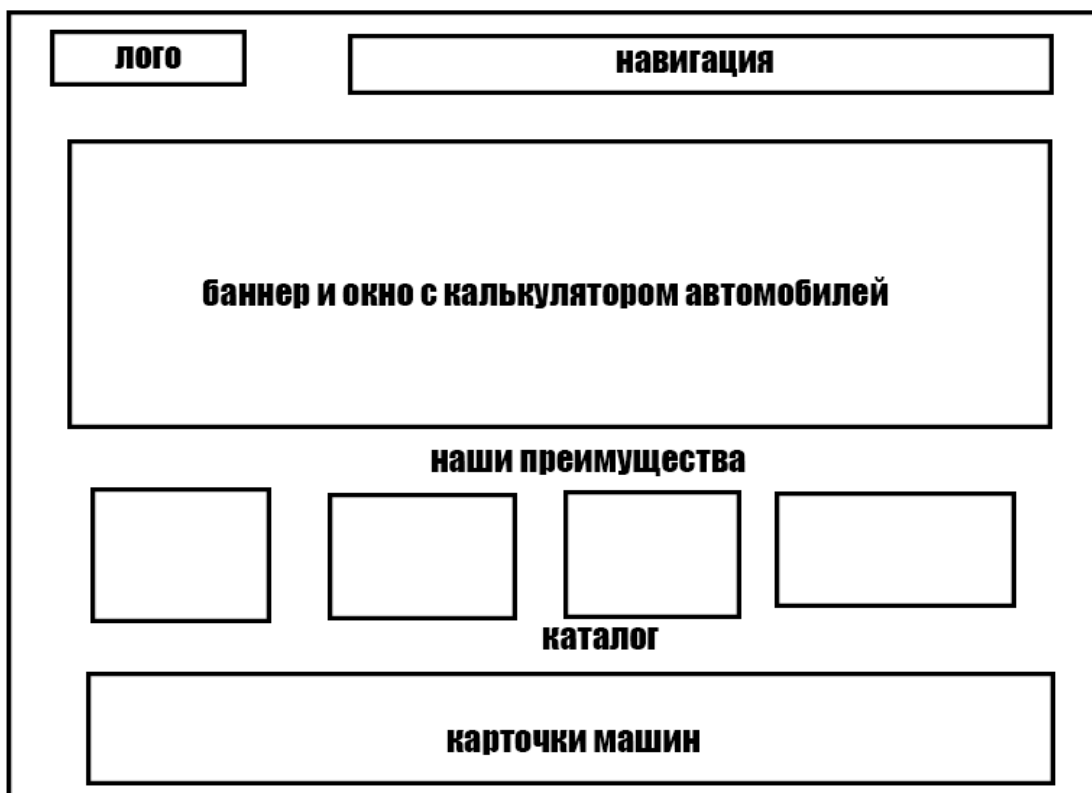 лого
навигация
баннер и окно с калькулятором автомобилей
наши преимущества
каталог
карточки машин